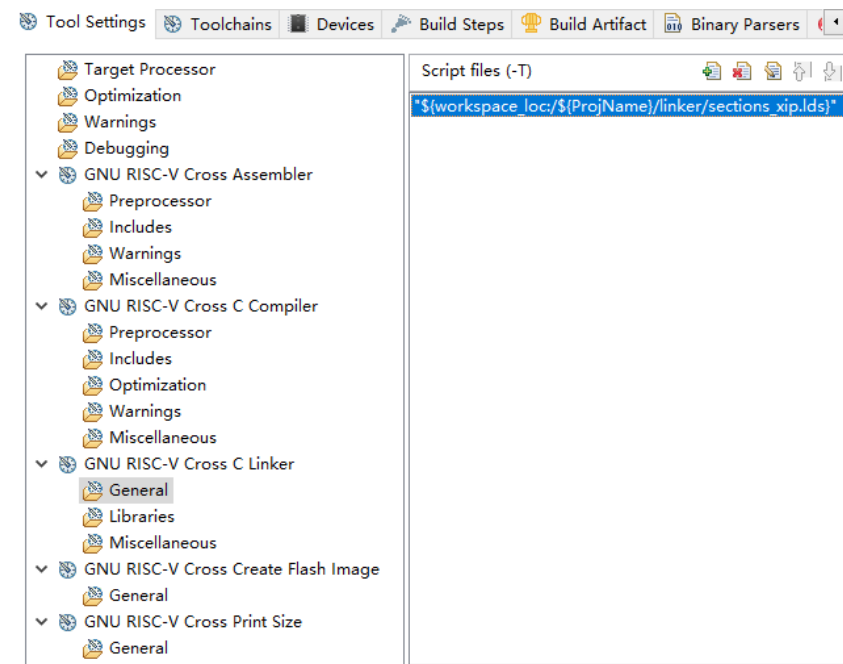 Tool Settings Toolchains Devices Build Steps Build Artifact Binary Parsers
Target Processor
Optimization
Warnings
Debugging
GNU RISC-V Cross Assembler
Preprocessor
Includes
Warnings
Miscellaneous
GNU RISC-V Cross C Compiler
Preprocessor
Includes
Optimization
Warnings
Miscellaneous
GNU RISC-V Cross C Linker
General
Libraries
Miscellaneous
GNU RISC-V Cross Create Flash Image
General
GNU RISC-V Cross Print Size
General
Script files (-T)
"${workspace_loc:/${ProjName}/linker/sections_xip.lds}"